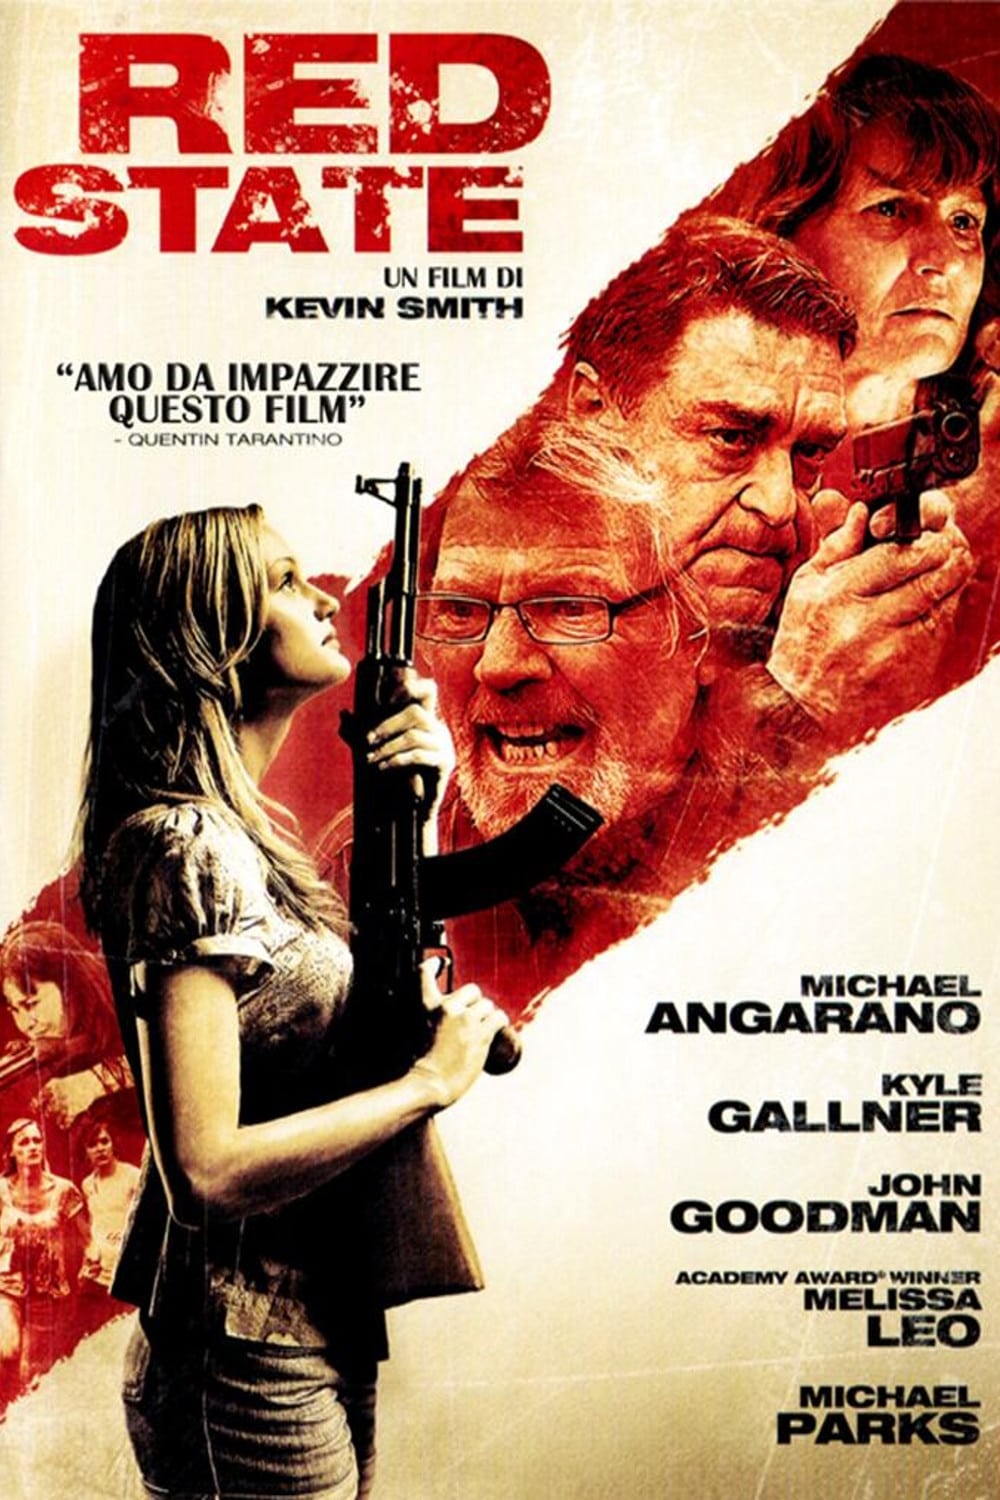 RED
STATE
UN FILM DI
KEVIN SMITH
“AMO DA IMPAZZIRE
QUESTO FILM”
- QUENTIN TARANTINO
MICHAEL
ANGARANO
KYLE
GALLNER
JOHN
GOODMAN
ACADEMY AWARD® WINNER
MELISSA
LEO
MICHAEL
PARKS